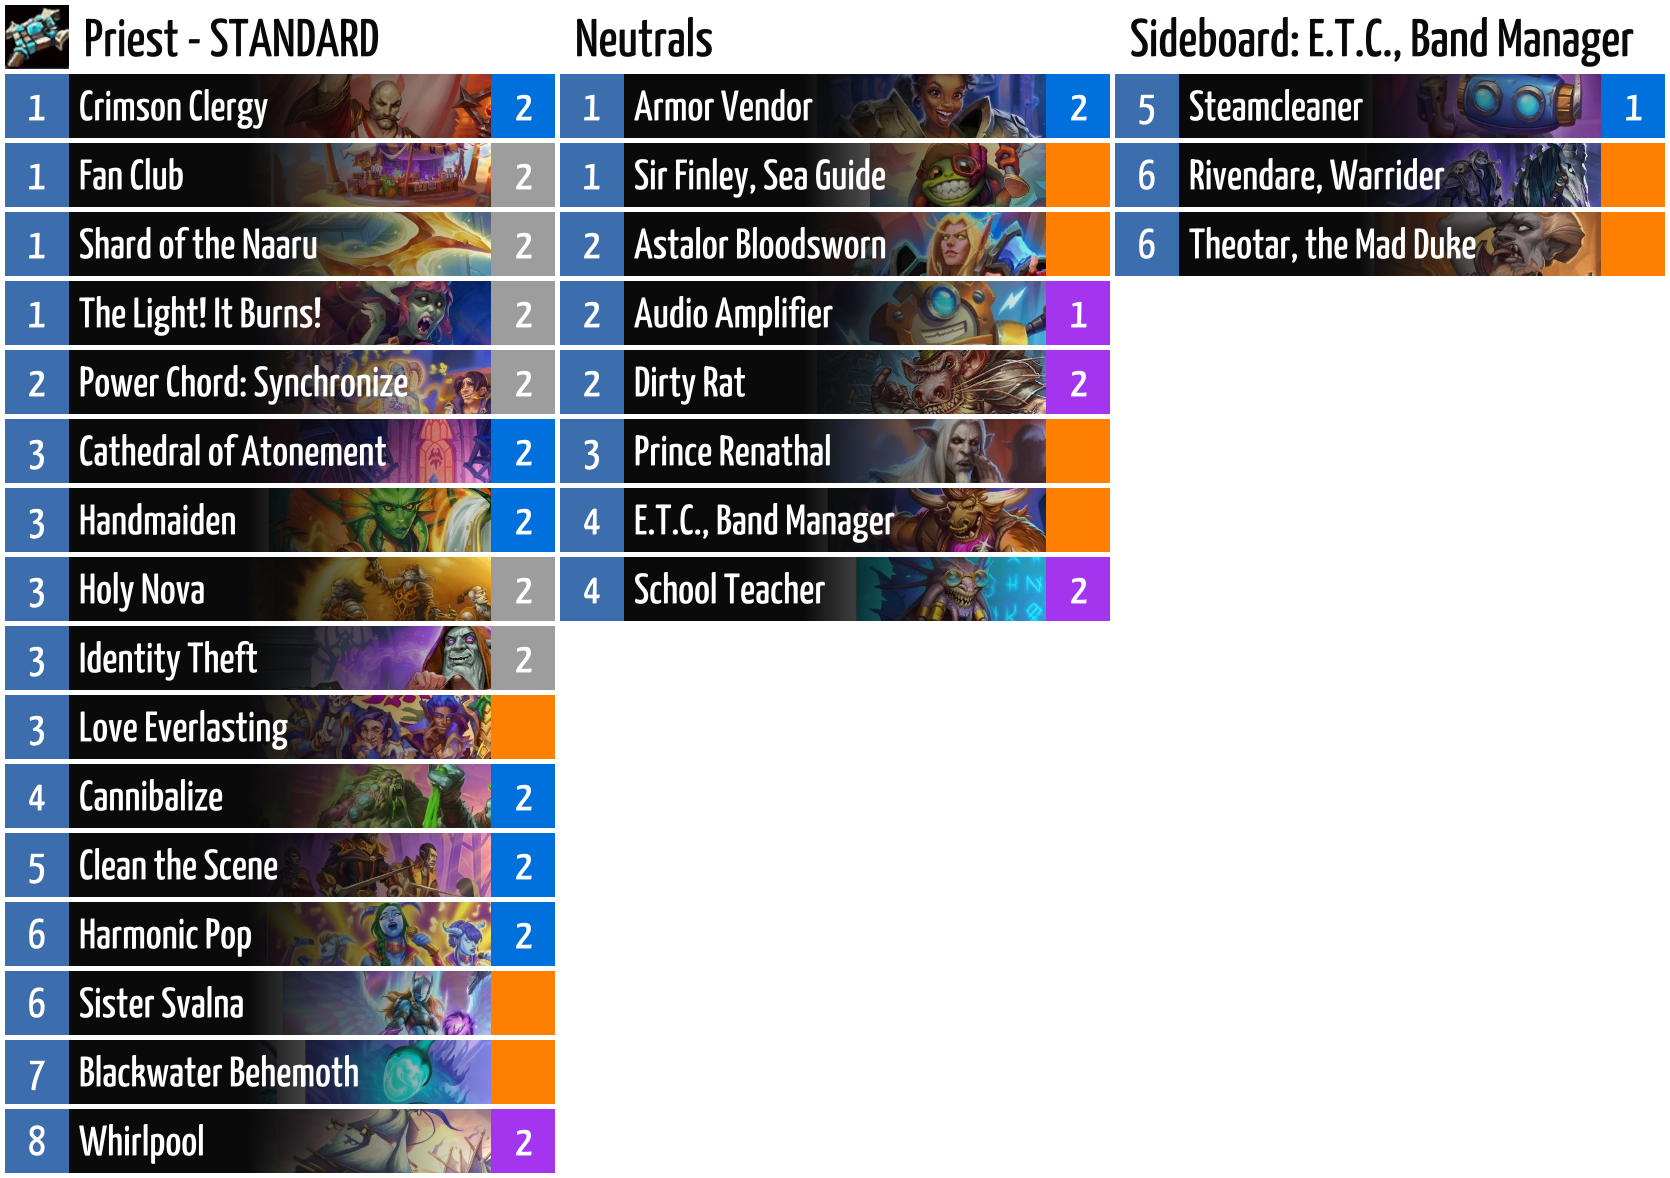 Priest - STANDARD
1 Crimson Clergy 2
1 Fan Club 2
1 Shard of the Naaru 2
1 The Light! It Burns! 2
2 Power Chord: Synchronize 2
3 Cathedral of Atonement 2
3 Handmaiden 2
3 Holy Nova 2
3 Identity Theft 2
3 Love Everlasting
4 Cannibalize 2
5 Clean the Scene 2
6 Harmonic Pop 2
6 Sister Svalna
7 Blackwater Behemoth
8 Whirlpool 2
Neutrals
1 Armor Vendor 2
1 Sir Finley, Sea Guide
2 Astalor Bloodsworn
2 Audio Amplifier 1
2 Dirty Rat 2
3 Prince Renathal
4 E.T.C., Band Manager
4 School Teacher 2
Sideboard: E.T.C., Band Manager
5 Steamcleaner 1
6 Rivendare, Warrider
6 Theotar, the Mad Duke